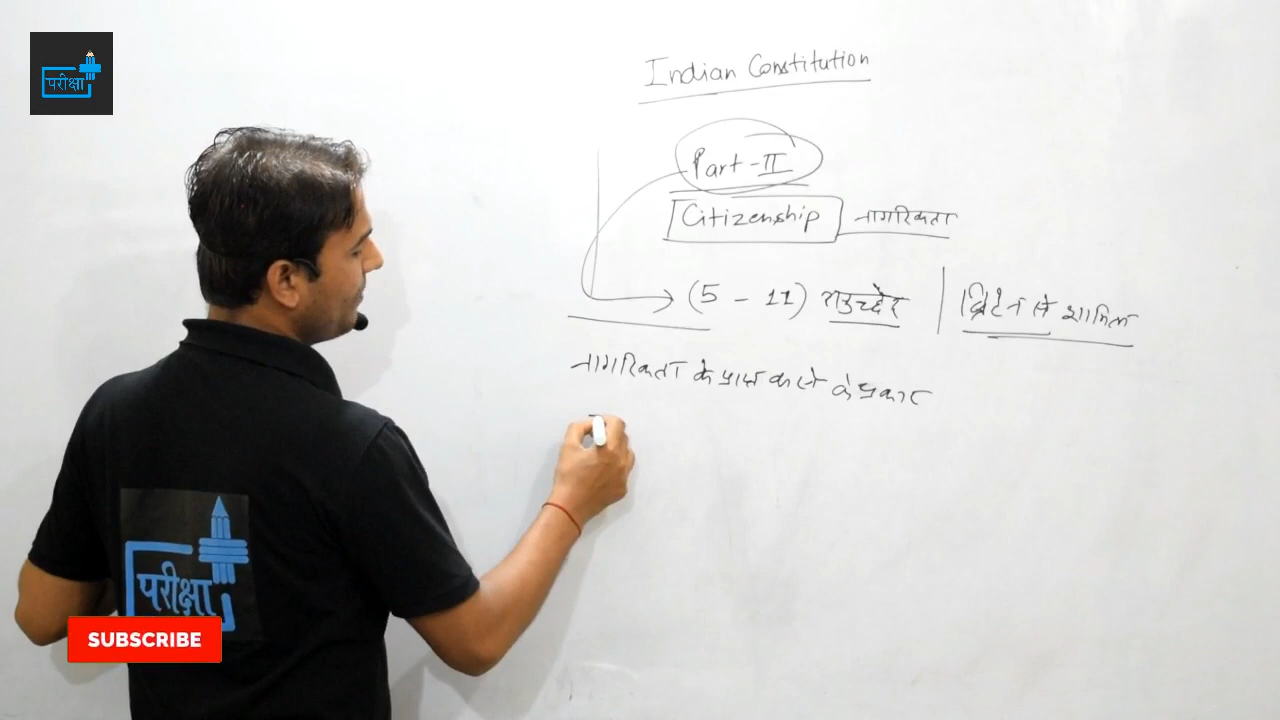 परीक्षा
Indian Constitution
Part-II
Citizenship नागरिकता
(5 - 11) अनुच्छेद | ब्रिटेन से शामिल
नागरिकता के प्राप्त करने के प्रकार
परीक्षा
SUBSCRIBE